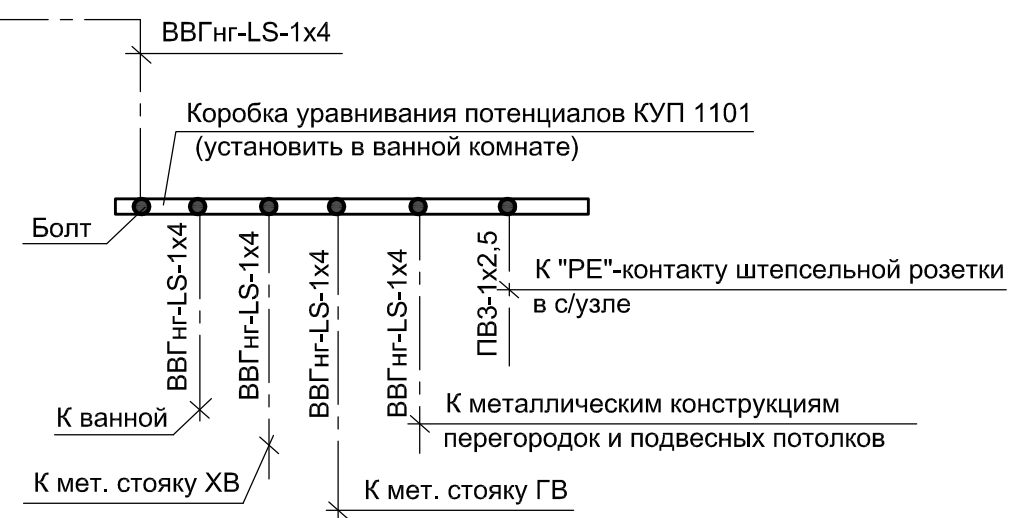 ВВГнг-LS-1х4
Коробка уравнивания потенциалов КУП 1101
(установить в ванной комнате)
Болт
ВВГнг-LS-1х4
ВВГнг-LS-1х4
ВВГнг-LS-1х4
ВВГнг-LS-1х4
ПВ3-1х2,5
К "РЕ"-контакту штепсельной розетки
в с/узле
К ванной
К металлическим конструкциям
перегородок и подвесных потолков
К мет. стояку ХВ
К мет. стояку ГВ